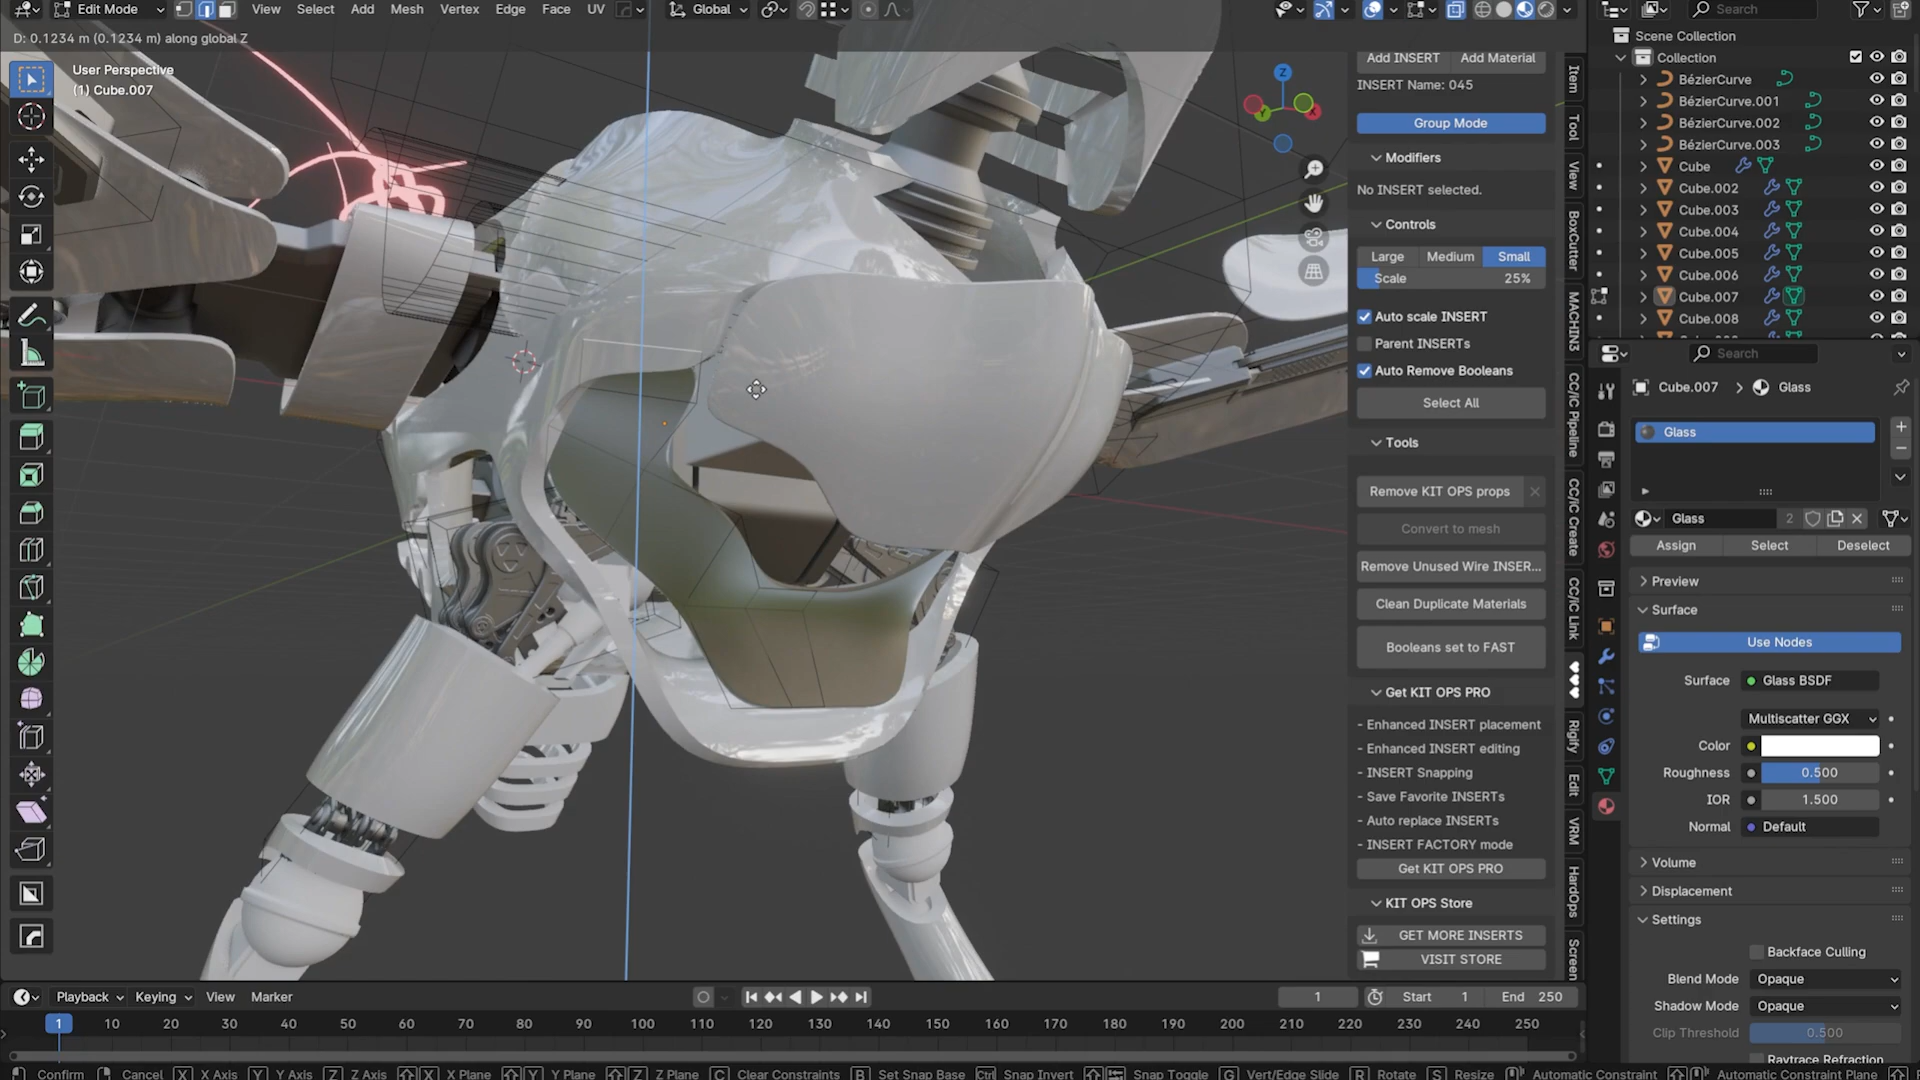 Edit Mode View Select Add Mesh Vertex Edge Face UV Global Search
D: 0.1234 m (0.1234 m) along global Z
User Perspective
(1) Cube.007
Z
Y
X
Add INSERT Add Material
INSERT Name: 045
Group Mode
Modifiers
No INSERT selected.
Controls
Large Medium Small
Scale 25%
Auto scale INSERT
Parent INSERTs
Auto Remove Booleans
Select All
Tools
Remove KIT OPS props
Convert to mesh
Remove Unused Wire INSER...
Clean Duplicate Materials
Booleans set to FAST
Get KIT OPS PRO
- Enhanced INSERT placement
- Enhanced INSERT editing
- INSERT Snapping
- Save Favorite INSERTs
- Auto replace INSERTs
- INSERT FACTORY mode
Get KIT OPS PRO
KIT OPS Store
GET MORE INSERTS
VISIT STORE
Item
Tool
View
BoxCutter
MACHIN3
CC/iC Pipeline
CC/iC Create
CC/iC Link
Rigify
Edit
VRM
HardOps
Screen
Scene Collection
Collection
BézierCurve
BézierCurve.001
BézierCurve.002
BézierCurve.003
Cube
Cube.002
Cube.003
Cube.004
Cube.005
Cube.006
Cube.007
Cube.008
Search
Cube.007 Glass
Glass
Glass 2
Assign Select Deselect
Preview
Surface
Use Nodes
Surface Glass BSDF
Multiscatter GGX
Color
Roughness 0.500
IOR 1.500
Normal Default
Volume
Displacement
Settings
Backface Culling
Blend Mode Opaque
Shadow Mode Opaque
Clip Threshold 0.500
Raytrace Refraction
Playback Keying View Marker 1 Start 1 End 250
1 10 20 30 40 50 60 70 80 90 100 110 120 130 140 150 160 170 180 190 200 210 220 230 240 250
Confirm Cancel X X Axis Y Y Axis Z Z Axis X X Plane Y Y Plane Z Z Plane C Clear Constraints B Set Snap Base Ctrl Snap Invert Snap Toggle G Vert/Edge Slide R Rotate S Resize Automatic Constraint Automatic Constraint Plane